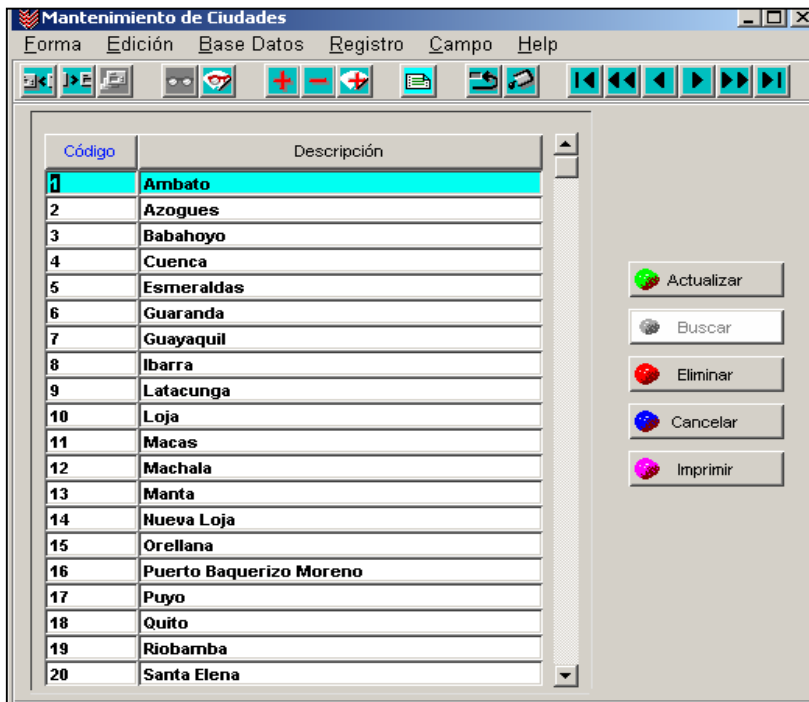 Mantenimiento de Ciudades
Forma Edición Base Datos Registro Campo Help
Código Descripción
1 Ambato
2 Azogues
3 Babahoyo
4 Cuenca
5 Esmeraldas
6 Guaranda
7 Guayaquil
8 Ibarra
9 Latacunga
10 Loja
11 Macas
12 Machala
13 Manta
14 Nueva Loja
15 Orellana
16 Puerto Baquerizo Moreno
17 Puyo
18 Quito
19 Riobamba
20 Santa Elena
Actualizar
Buscar
Eliminar
Cancelar
Imprimir